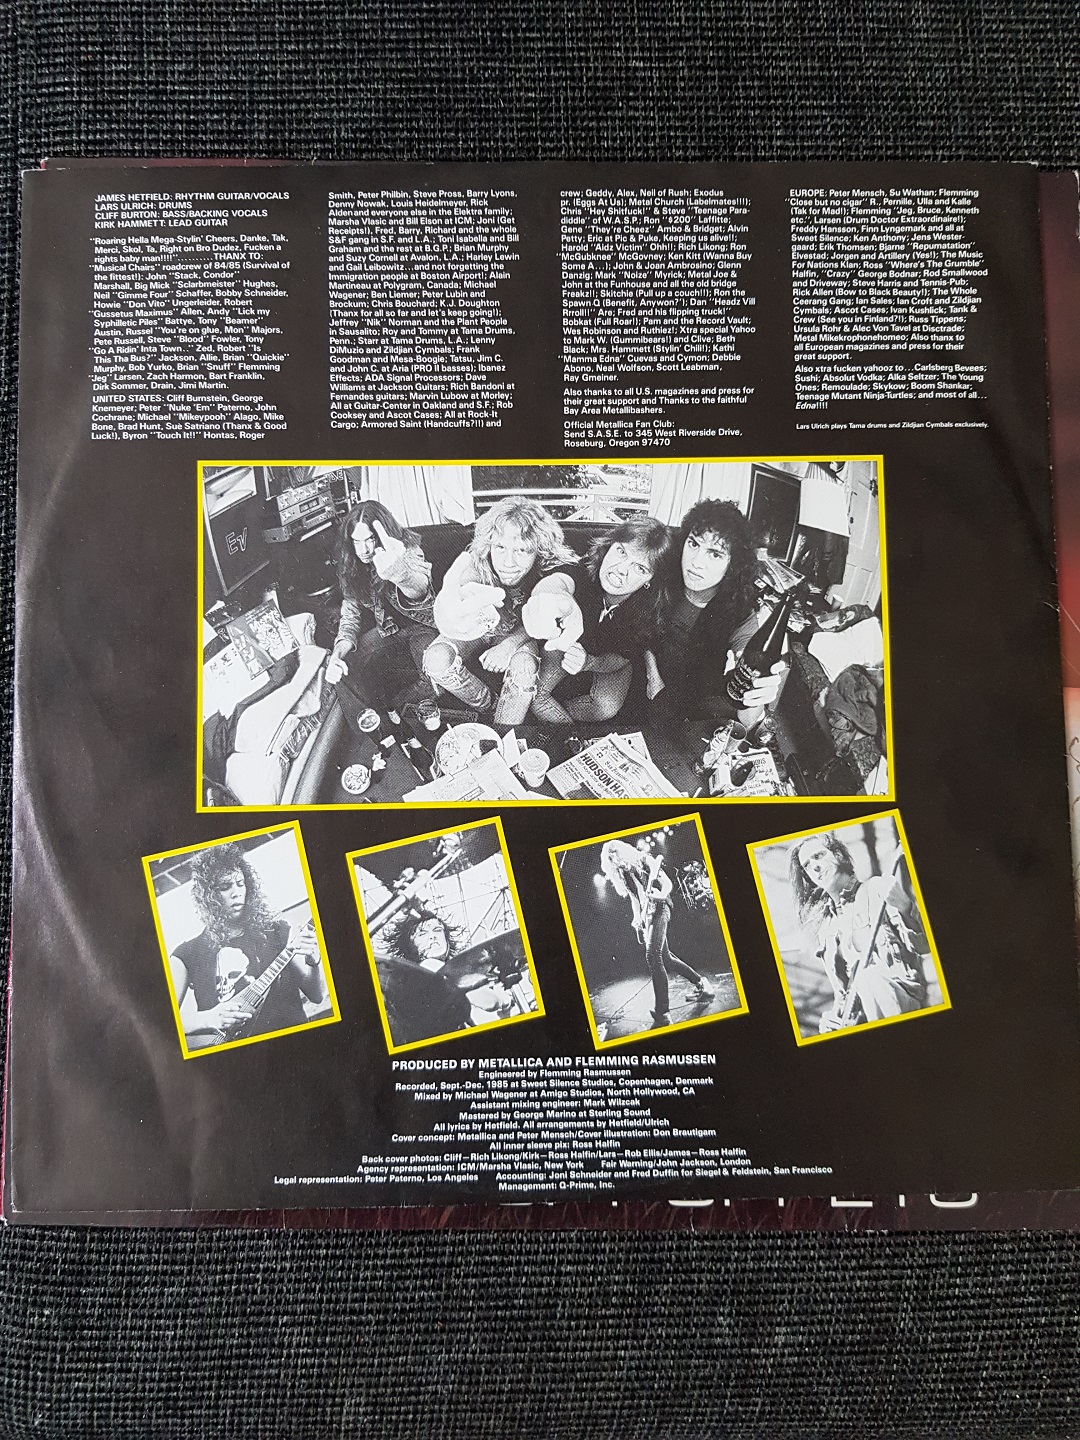 JAMES HETFIELD: RHYTHM GUITAR/VOCALS
LARS ULRICH: DRUMS
CLIFF BURTON: BASS/BACKING VOCALS
KIRK HAMMETT: LEAD GUITAR
"Roaring Hella Mega-Stylin' Cheers, Danke, Tak,
Merci, Skol, Ta, Right on Bro Dudez, Fucken a
rights baby man!!!!".........THANX TO:
"Musical Chairs" roadcrew of 84/85 (Survival of
the fittest!): John "Stack, Condor"
Marshall, Big Mick "Sclarbmeister" Hughes,
Neil "Gimme Four" Schaffer, Bobby Schneider,
Howie "Don Vito" Ungerleider, Robert
"Gussetus Maximus" Allen, Andy "Lick my
Syphilletic Piles" Battye, Tony "Beamer"
Austin, Russel "You're on glue, Mon" Majors,
Pete Russell, Steve "Blood" Fowler, Tony
"Go A Ridin' Inta Town. ." Zed, Robert "Is
This Tha Bus?" Jackson, Allie, Brian "Quickie"
Murphy, Bob Yurko, Brian "Snuff" Flemming
"Jeg" Larsen, Zach Harmon, Bart Franklin,
Dirk Sommer, Drain, Jimi Martin.
UNITED STATES: Cliff Burnstein, George
Knemeyer; Peter "Nuke 'Em" Paterno, John
Cochrane; Michael "Mikeypooh" Alago, Mike
Bone, Brad Hunt, Sue Satriano (Thanx & Good
Luck!), Byron "Touch It!!" Hontas, Roger
Smith, Peter Philbin, Steve Pross, Barry Lyons,
Denny Nowak, Louis Heidelmeyer, Rick
Alden and everyone else in the Elektra family;
Marsha Vlasic and Bill Elson at ICM; Joni (Get
Receipts!), Fred, Barry, Richard and the whole
S&F gang in S.F. and L.A.; Toni Isabella and Bill
Graham and the rest at B.G.P.; Brian Murphy
and Suzy Cornell at Avalon, L.A.; Harley Lewin
and Gail Leibowitz...and not forgetting the
Immigration people at Boston Airport!; Alain
Martineau at Polygram, Canada; Michael
Wagener; Ben Liemer; Peter Lubin and
Brockum; Chris Bouchard; K.J. Doughton
(Thanx for all so far and let's keep going!);
Jeffrey "Nik" Norman and the Plant People
in Sausalito; Roy and Tommy at Tama Drums,
Penn.; Starr at Tama Drums, L.A.; Lenny
DiMuzio and Zildjian Cymbals; Frank
Goodman and Mesa-Boogie; Tatsu, Jim C.
and John C. at Aria (PRO II basses); Ibanez
Effects; ADA Signal Processors; Dave
Williams at Jackson Guitars; Rich Bandoni at
Fernandes guitars; Marvin Lubow at Morley;
All at Guitar-Center in Oakland and S.F.; Rob
Cooksey and Ascot Cases; All at Rock-It
Cargo; Armored Saint (Handcuffs?!!) and
crew; Geddy, Alex, Neil of Rush; Exodus
pr. (Eggs At Us); Metal Church (Labelmates!!!!);
Chris "Hey Shitfuck!" & Steve "Teenage Para-
diddle" of W.A.S.P.; Ron "6200" Laffitte;
Gene "They're Cheez" Ambo & Bridget; Alvin
Petty; Eric at Pic & Puke, Keeping us alive!!;
Harold "Aidz Victin" Ohh!!; Rich Likong; Ron
"McGubknee" McGovney; Ken Kitt (Wanna Buy
Some A...); John & Joan Ambrosino; Glenn
Danzig; Mark "Nolze" Myrick; Metal Joe &
John at the Funhouse and all the old bridge
Freakz!!; Skitchie (Pull up a couch!!!); Ron the
Spawn Q (Benefit, Anywon?'); Dan "Headz Vill
Rroll!!" Are; Fred and his flipping truck!"
Bobkat (Full Roar!); Pam and the Record Vault;
Wes Robinson and Ruthie!!; Xtra special Yahoo
to Mark W. (Gummibears!) and Clive; Beth
Black; Mrs. Hammett (Stylin' Chili!); Kathi
"Mamma Edna" Cuevas and Cymon; Debbie
Abono, Neal Wolfson, Scott Leabman,
Ray Gmeiner.
Also thanks to all U.S. magazines and press for
their great support and Thanks to the faithful
Bay Area Metallibashers.
Official Metallica Fan Club:
Send S.A.S.E. to 345 West Riverside Drive,
Roseburg, Oregon 97470
EUROPE: Peter Mensch, Su Wathan; Flemming
"Close but no cigar" R., Pernille, Ulla and Kalle
(Tak for Mad!); Flemming "Jeg, Bruce, Kenneth
etc.", Larsen (Drum Doctor Extraordinaire!);
Freddy Hansson, Finn Lyngemark and all at
Sweet Silence; Ken Anthony; Jens Wester-
gaard; Erik Thomsen; Bjarne "Repumatation"
Elvestad; Jorgen and Artillery (Yes!); The Music
For Nations Klan; Ross "Where's The Grumble"
Halfin, "Crazy" George Bodnar; Rod Smallwood
and Driveway; Steve Harris and Tennis-Pub;
Rick Allen (Bow to Black Beauty!); The Whole
Ceerang Gang; Ian Sales; Ian Croft and Zildjian
Cymbals; Ascot Cases; Ivan Kushlick; Tank &
Crew (See you in Finland?!); Russ Tippens;
Ursula Rohr & Alec Von Tavel at Disctrade;
Metal Mikekrophonehomeo; Also thanx to
all European magazines and press for their
great support.
Also xtra fucken yahooz to...Carlsberg Bevees;
Sushi; Absolut Vodka; Alka Seltzer; The Young
Ones; Remoulade; Skykow; Boom Shankar;
Teenage Mutant Ninja-Turtles; and most of all...
Edna!!!!
Lars Ulrich plays Tama drums and Zildjian Cymbals exclusively.
EV
HUDSON HAS
PRODUCED BY METALLICA AND FLEMMING RASMUSSEN
Engineered by Flemming Rasmussen
Recorded, Sept.-Dec. 1985 at Sweet Silence Studios, Copenhagen, Denmark
Mixed by Michael Wagener at Amigo Studios, North Hollywood, CA
Assistant mixing engineer: Mark Wilzcak
Mastered by George Marino at Sterling Sound
All lyrics by Hetfield. All arrangements by Hetfield/Ulrich
Cover concept: Metallica and Peter Mensch/Cover illustration: Don Brautigam
All inner sleeve pix: Ross Halfin
Back cover photos: Cliff—Rich Likong/Kirk—Ross Halfin/Lars—Rob Ellis/James—Ross Halfin
Agency representation: ICM/Marsha Vlasic, New York Fair Warning/John Jackson, London
Legal representation: Peter Paterno, Los Angeles Accounting: Joni Schneider and Fred Duffin for Siegel & Feldstein, San Francisco
Management: Q-Prime, Inc.